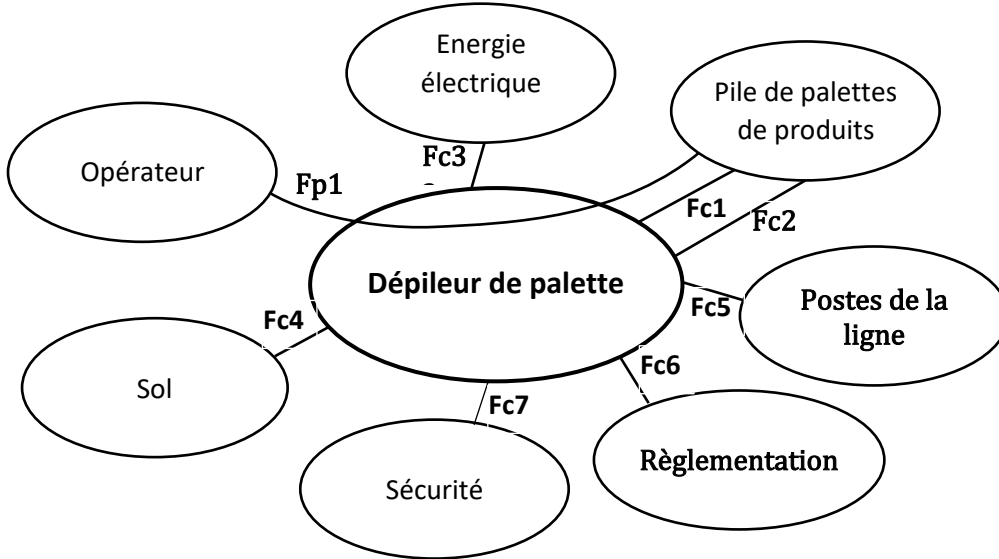 Energie
électrique
Pile de palettes
de produits
Opérateur
Fc3
Fp1
Fc1
Fc2
Dépileur de palette
Postes de la
ligne
Fc5
Fc4
Fc6
Sol
Fc7
Règlementation
Sécurité